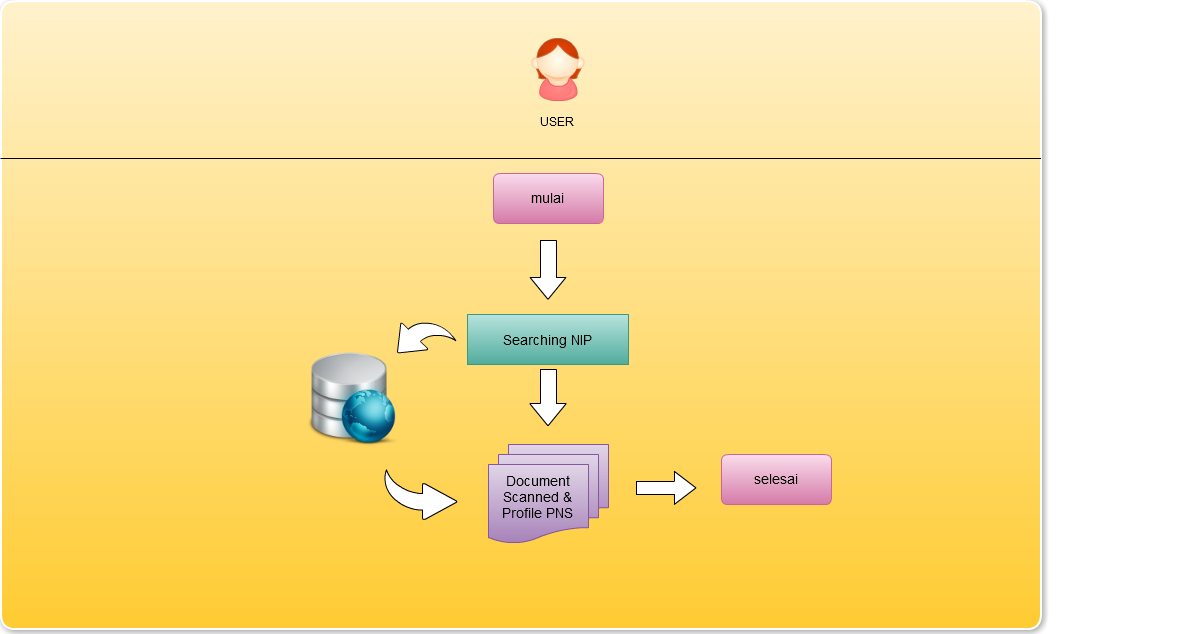 USER
mulai
Searching NIP
Document
Scanned &
Profile PNS
selesai